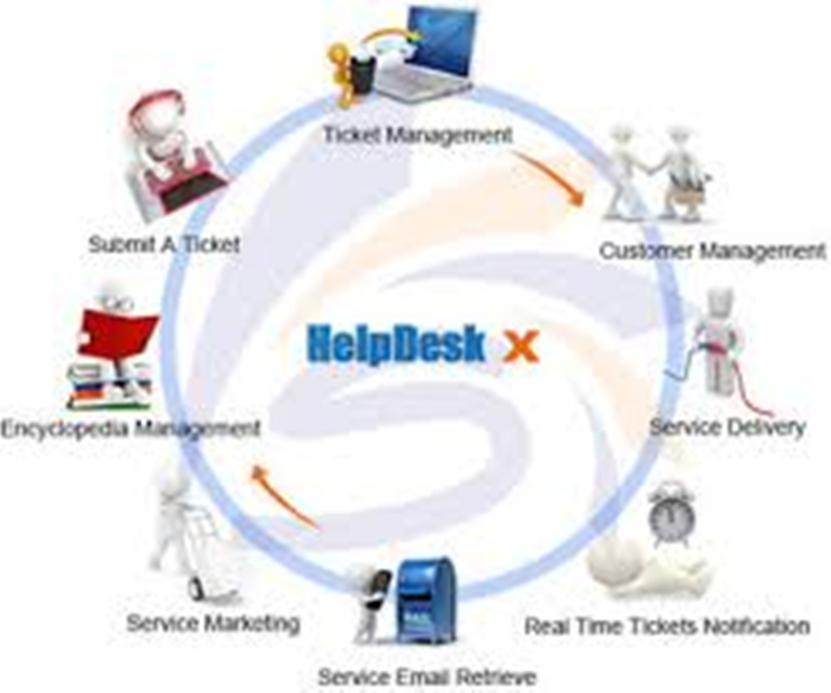 Ticket Management
Submit A Ticket
Customer Management
HelpDesk X
Encyclopedia Management
Service Delivery
Service Marketing
Real Time Tickets Notification
Service Email Retrieve